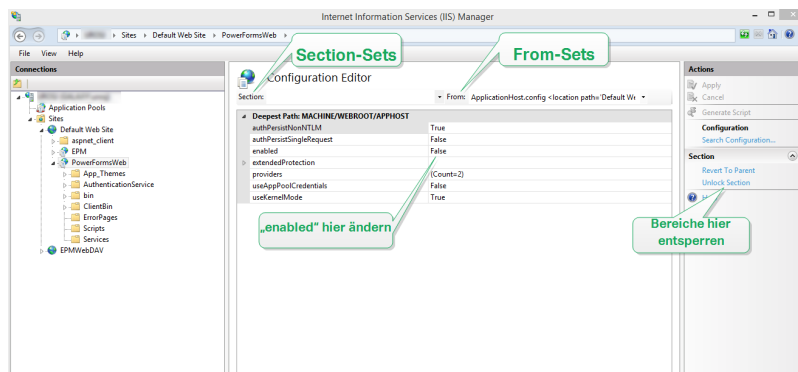 Internet Information Services (IIS) Manager
Sites
Default Web Site
PowerFormsWeb
File View Help
Section-Sets
From-Sets
Connections
Application Pools
Sites
Default Web Site
aspnet_client
EPM
PowerFormsWeb
App_Themes
AuthenticationService
bin
ClientBin
ErrorPages
Scripts
Services
EPMWebDAV
Configuration Editor
Section:
From: ApplicationHost.config <location path='Default We
Deepest Path: MACHINE/WEBROOT/APPHOST
authPersistNonNTLM True
authPersistSingleRequest False
enabled False
extendedProtection
providers (Count=2)
useAppPoolCredentials False
useKernelMode True
„enabled“ hier ändern
Actions
Apply
Cancel
Generate Script
Configuration
Search Configuration...
Section
Revert To Parent
Unlock Section
Bereiche hier
entsperren